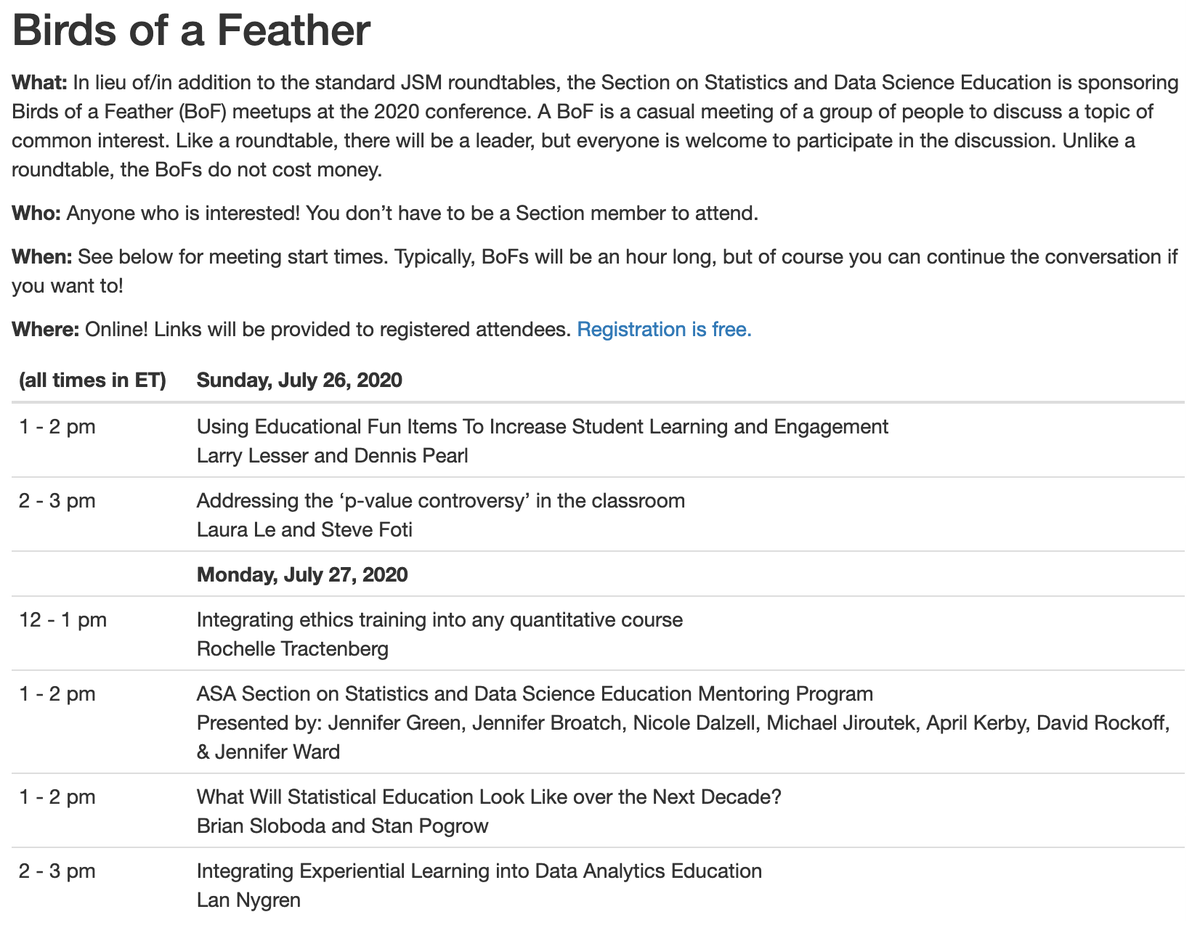 Birds of a Feather
What: In lieu of/in addition to the standard JSM roundtables, the Section on Statistics and Data Science Education is sponsoring
Birds of a Feather (BoF) meetups at the 2020 conference. A BoF is a casual meeting of a group of people to discuss a topic of
common interest. Like a roundtable, there will be a leader, but everyone is welcome to participate in the discussion. Unlike a
roundtable, the BoFs do not cost money.
Who: Anyone who is interested! You don’t have to be a Section member to attend.
When: See below for meeting start times. Typically, BoFs will be an hour long, but of course you can continue the conversation if
you want to!
Where: Online! Links will be provided to registered attendees. Registration is free.
(all times in ET) Sunday, July 26, 2020
1 - 2 pm Using Educational Fun Items To Increase Student Learning and Engagement
Larry Lesser and Dennis Pearl
2 - 3 pm Addressing the ‘p-value controversy’ in the classroom
Laura Le and Steve Foti
Monday, July 27, 2020
12 - 1 pm Integrating ethics training into any quantitative course
Rochelle Tractenberg
1 - 2 pm ASA Section on Statistics and Data Science Education Mentoring Program
Presented by: Jennifer Green, Jennifer Broatch, Nicole Dalzell, Michael Jiroutek, April Kerby, David Rockoff,
& Jennifer Ward
1 - 2 pm What Will Statistical Education Look Like over the Next Decade?
Brian Sloboda and Stan Pogrow
2 - 3 pm Integrating Experiential Learning into Data Analytics Education
Lan Nygren